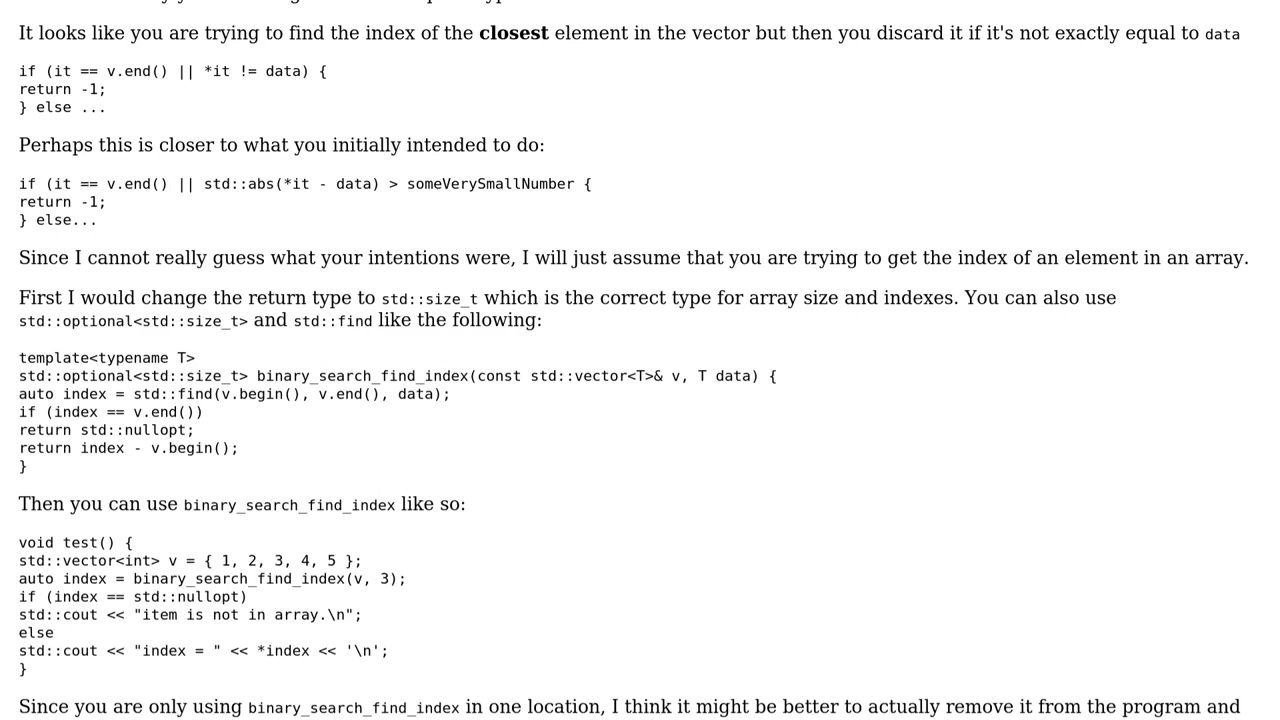 It looks like you are trying to find the index of the closest element in the vector but then you discard it if it's not exactly equal to data
if (it == v.end() || *it != data) {
return -1;
} else ...
Perhaps this is closer to what you initially intended to do:
if (it == v.end() || std::abs(*it - data) > someVerySmallNumber {
return -1;
} else...
Since I cannot really guess what your intentions were, I will just assume that you are trying to get the index of an element in an array.
First I would change the return type to std::size_t which is the correct type for array size and indexes. You can also use
std::optional<std::size_t> and std::find like the following:
template<typename T>
std::optional<std::size_t> binary_search_find_index(const std::vector<T>& v, T data) {
auto index = std::find(v.begin(), v.end(), data);
if (index == v.end())
return std::nullopt;
return index - v.begin();
}
Then you can use binary_search_find_index like so:
void test() {
std::vector<int> v = { 1, 2, 3, 4, 5 };
auto index = binary_search_find_index(v, 3);
if (index == std::nullopt)
std::cout << "item is not in array.\n";
else
std::cout << "index = " << *index << '\n';
}
Since you are only using binary_search_find_index in one location, I think it might be better to actually remove it from the program and